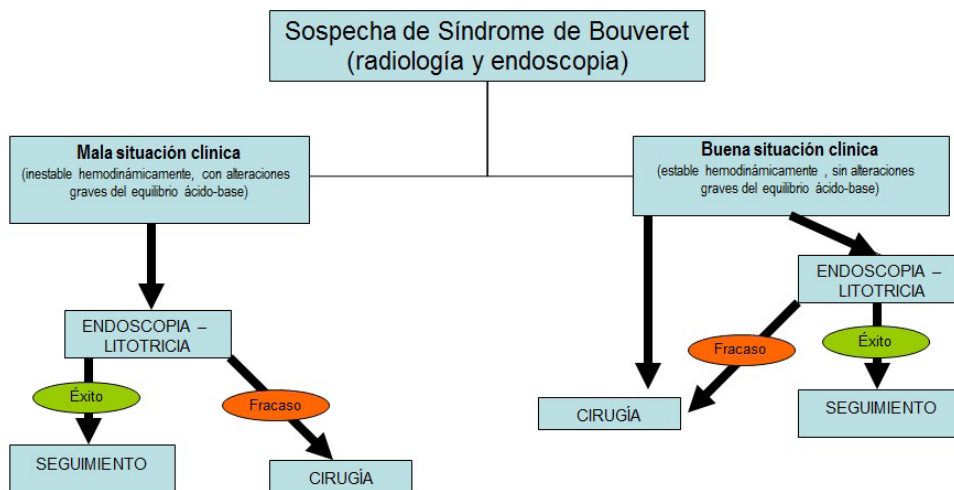 Sospecha de Síndrome de Bouveret
(radiología y endoscopia)
Mala situación clínica
(inestable hemodinámicamente, con alteraciones
graves del equilibrio ácido-base)
Buena situación clínica
(estable hemodinámicamente , sin alteraciones
graves del equilibrio ácido-base)
ENDOSCOPIA –
LITOTRICIA
ENDOSCOPIA –
LITOTRICIA
Éxito
Fracaso
Fracaso
Éxito
SEGUIMIENTO
CIRUGÍA
CIRUGÍA
SEGUIMIENTO